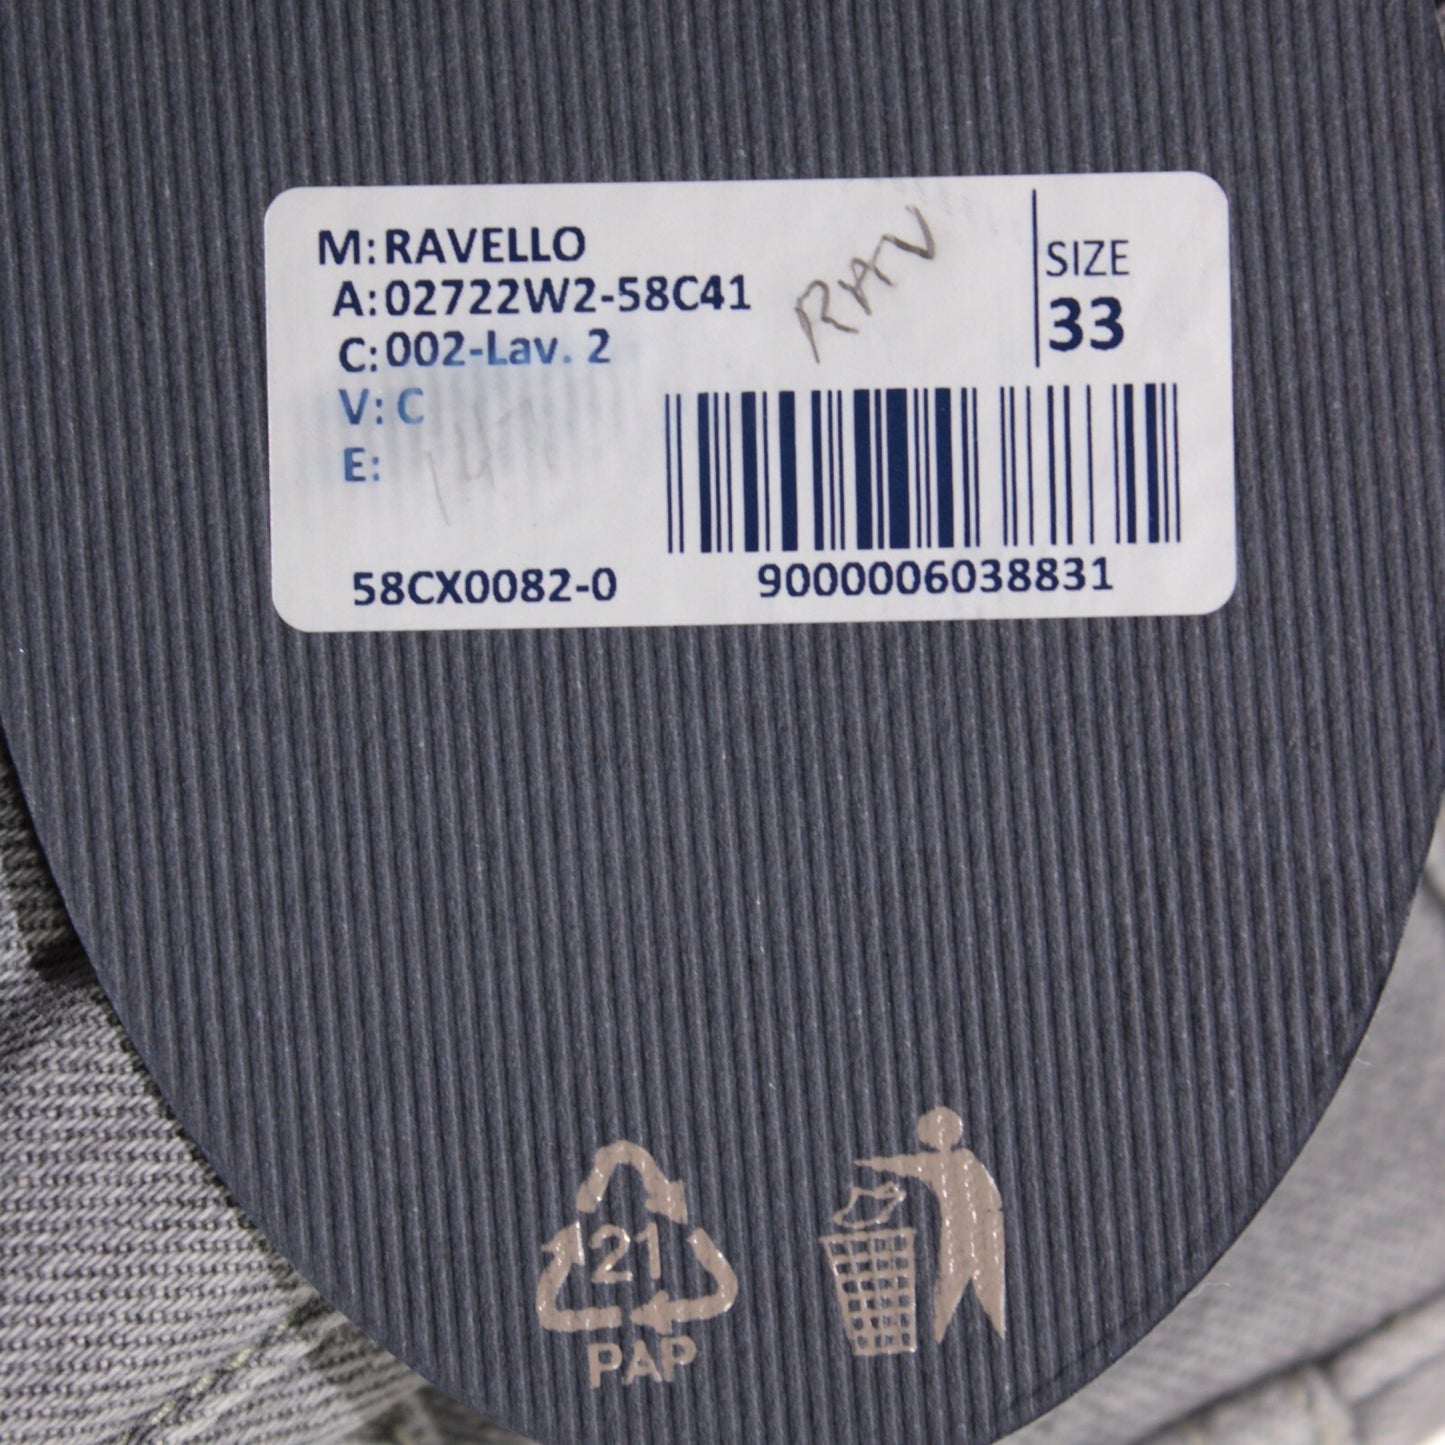 M: RAVELLO
A: 02722W2-58C41
C: 002-Lav. 2
V: C
E:
RAV
SIZE
33
58CX0082-0
9000006038831
21
PAP